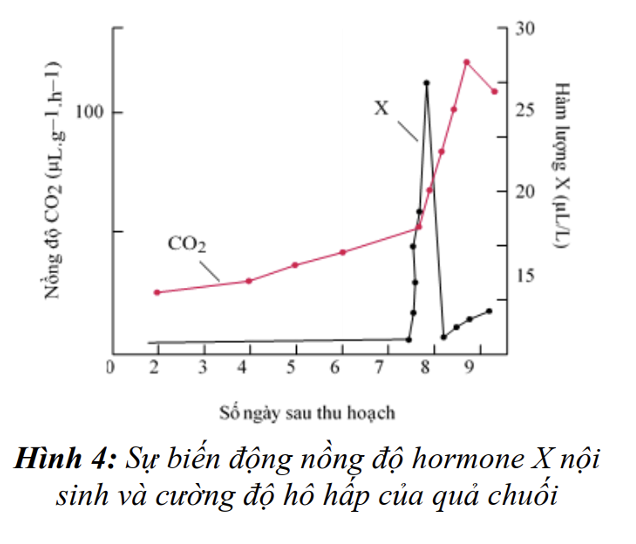 Nồng độ CO2 (µL.g−1.h−1)
100
X
CO2
30
25
20
15
Hàm lượng X (µL/L)
0 2 3 4 5 6 7 8 9
Số ngày sau thu hoạch
Hình 4: Sự biến động nồng độ hormone X nội
sinh và cường độ hô hấp của quả chuối